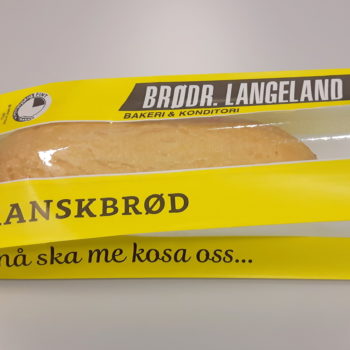 BRØDR. LANGELAND
BAKERI & KONDITORI
ANSKBRØD
nå ska me kosa oss...